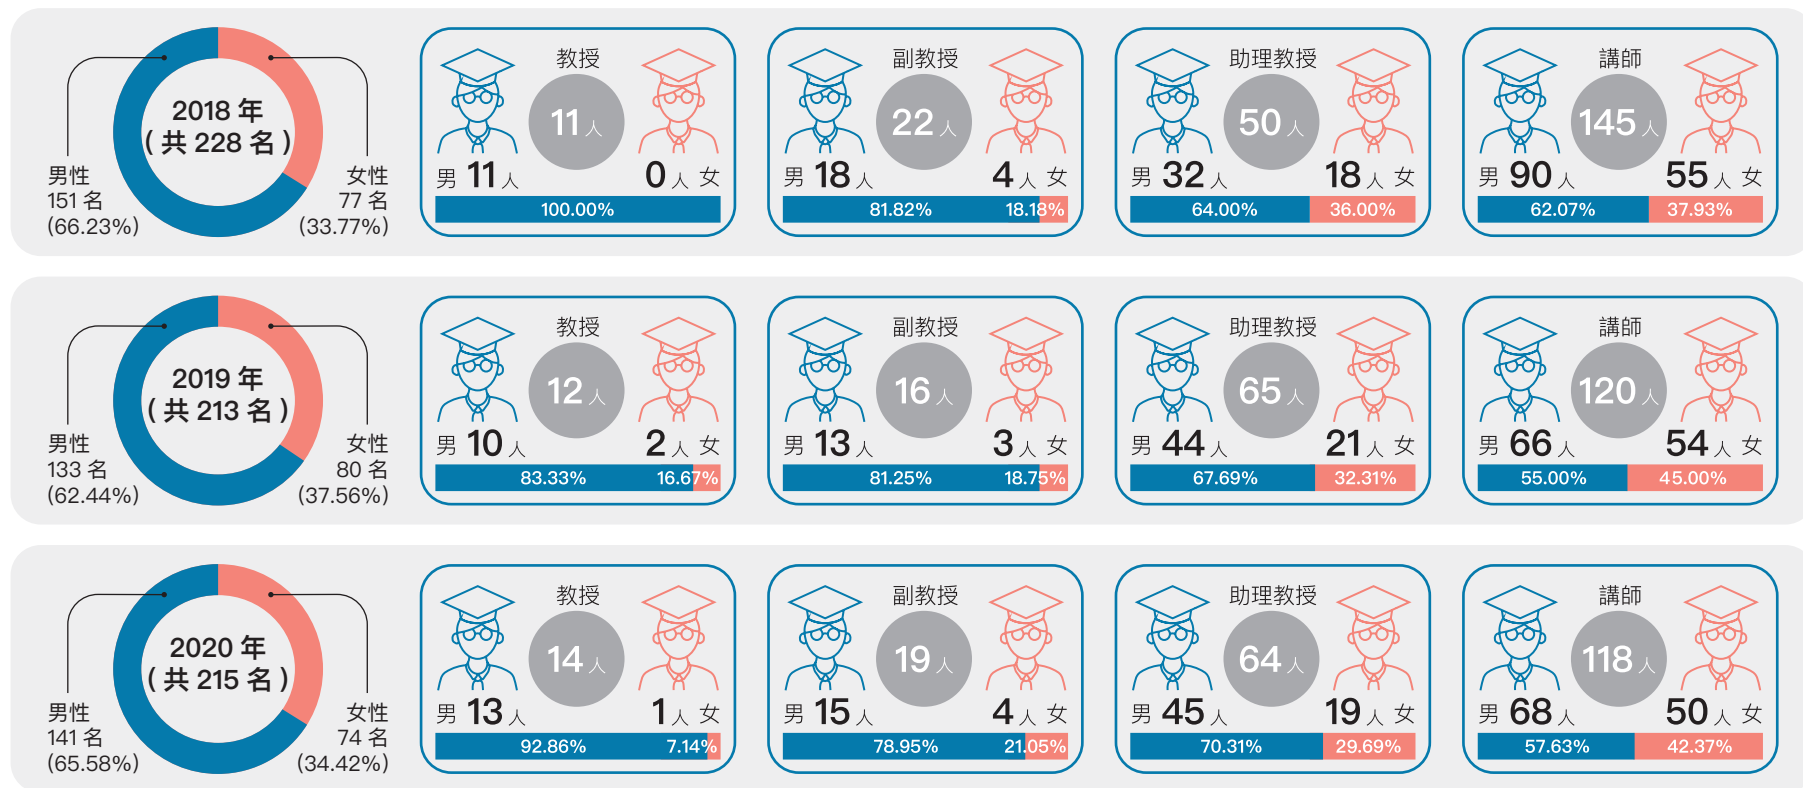 2018 年
( 共 228 名 )
男性
151 名
(66.23%)
女性
77 名
(33.77%)
教授
11 人
男 11 人
0 人 女
100.00%
副教授
22 人
男 18 人
4 人 女
81.82%
18.18%
助理教授
50 人
男 32 人
18 人 女
64.00%
36.00%
講師
145 人
男 90 人
55 人 女
62.07%
37.93%
2019 年
( 共 213 名 )
男性
133 名
(62.44%)
女性
80 名
(37.56%)
教授
12 人
男 10 人
2 人 女
83.33%
16.67%
副教授
16 人
男 13 人
3 人 女
81.25%
18.75%
助理教授
65 人
男 44 人
21 人 女
67.69%
32.31%
講師
120 人
男 66 人
54 人 女
55.00%
45.00%
2020 年
( 共 215 名 )
男性
141 名
(65.58%)
女性
74 名
(34.42%)
教授
14 人
男 13 人
1 人 女
92.86%
7.14%
副教授
19 人
男 15 人
4 人 女
78.95%
21.05%
助理教授
64 人
男 45 人
19 人 女
70.31%
29.69%
講師
118 人
男 68 人
50 人 女
57.63%
42.37%